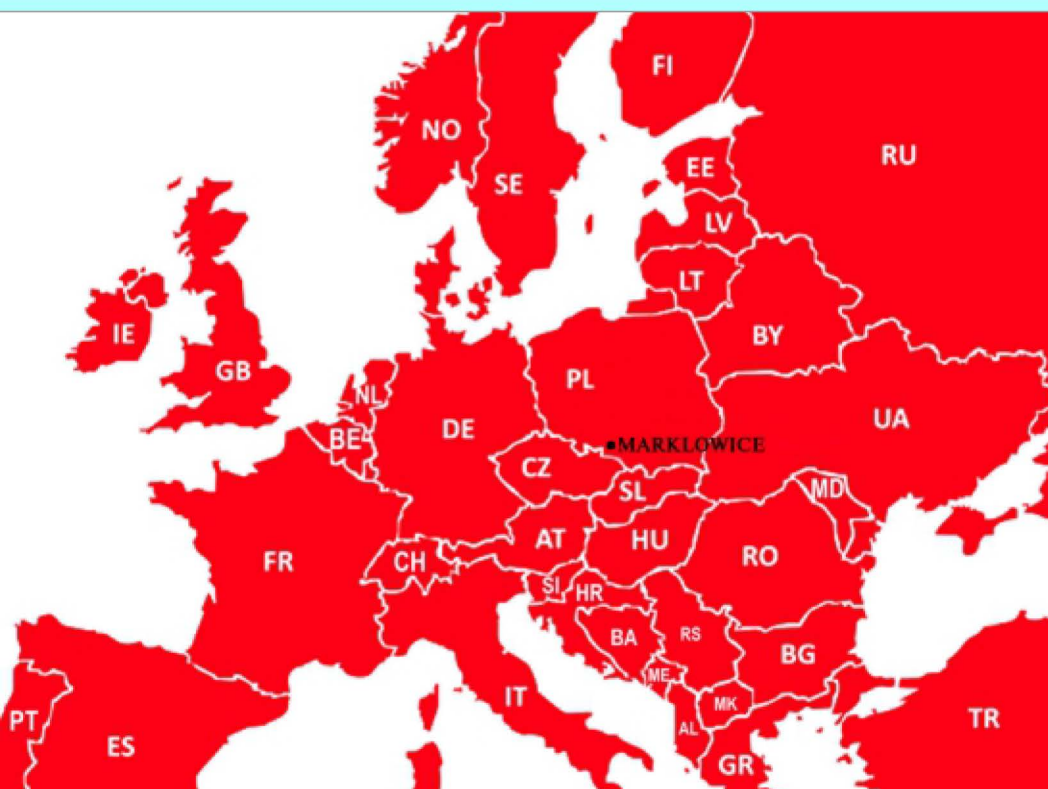 FI
NO
RU
EE
SE
LV
LT
IE
BY
GB
PL
NL
UA
DE
BE
MARKLOWICE
CZ
SL
MD
AT
HU
RO
FR
CH
SI
HR
BA
RS
BG
ME
IT
MK
PT
TR
AL
ES
GR